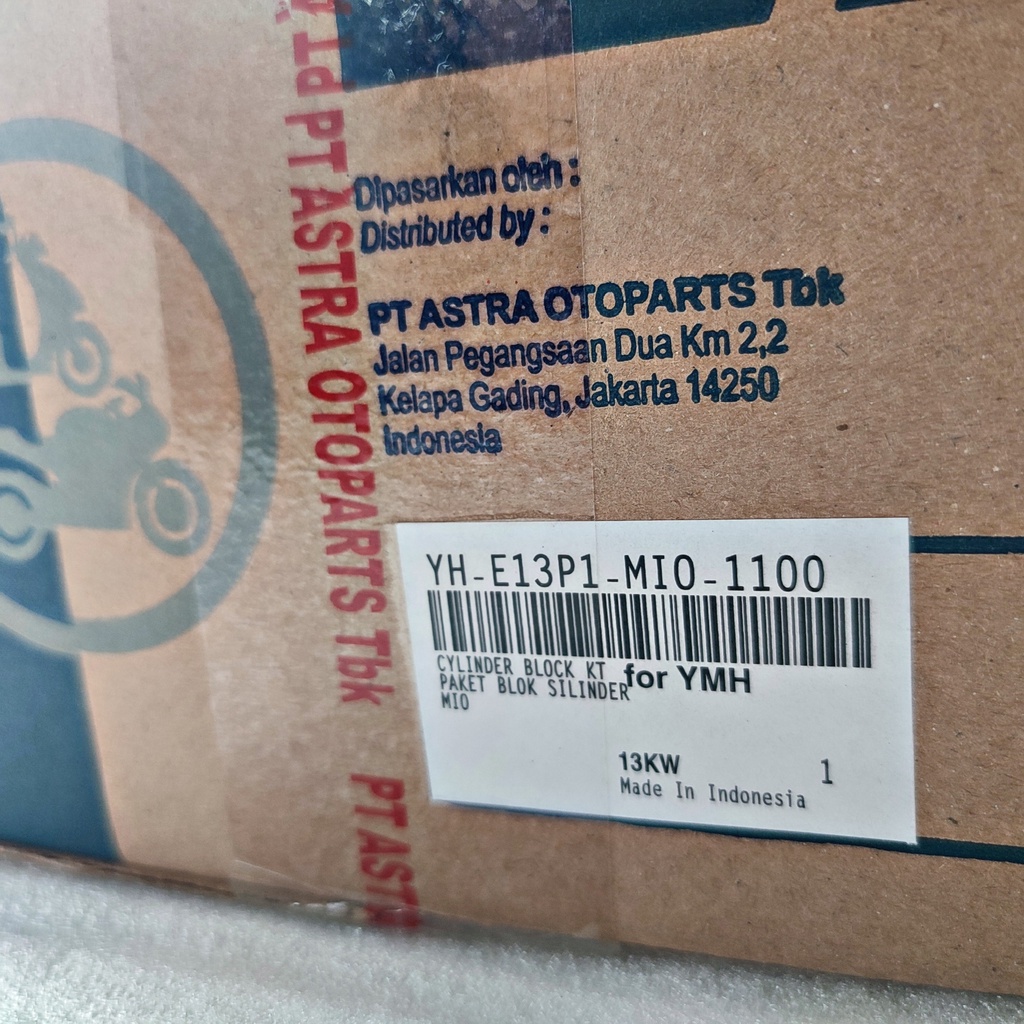 Ld PT ASTRA OTOPARTS Tbk
PT ASTR
Dipasarkan oleh :
Distributed by :
PT ASTRA OTOPARTS Tbk
Jalan Pegangsaan Dua Km 2,2
Kelapa Gading, Jakarta 14250
Indonesia
YH-E13P1-MIO-1100
CYLINDER BLOCK KT
PAKET BLOK SILINDER
MIO
for YMH
13KW
1
Made In Indonesia